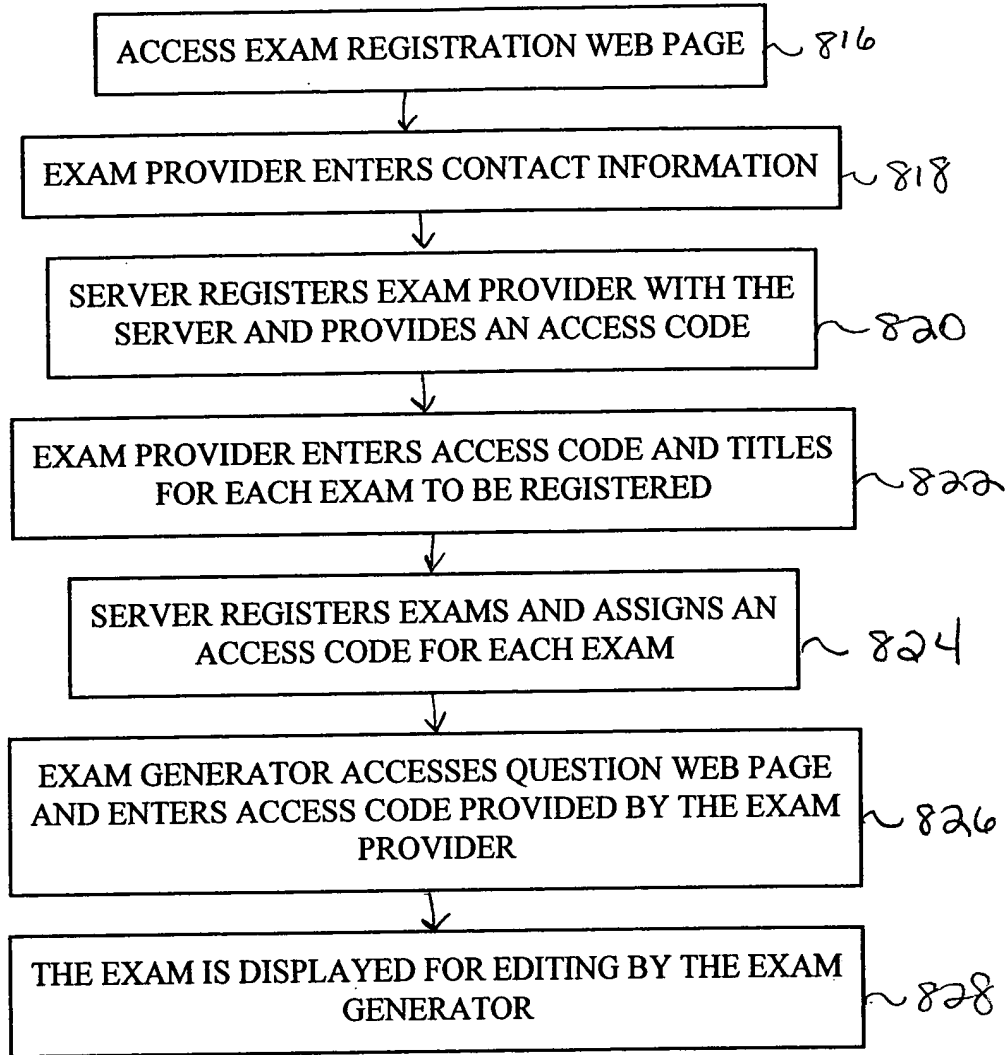 ACCESS EXAM REGISTRATION WEB PAGE 816
EXAM PROVIDER ENTERS CONTACT INFORMATION 818
SERVER REGISTERS EXAM PROVIDER WITH THE
SERVER AND PROVIDES AN ACCESS CODE 820
EXAM PROVIDER ENTERS ACCESS CODE AND TITLES
FOR EACH EXAM TO BE REGISTERED 822
SERVER REGISTERS EXAMS AND ASSIGNS AN
ACCESS CODE FOR EACH EXAM 824
EXAM GENERATOR ACCESSES QUESTION WEB PAGE
AND ENTERS ACCESS CODE PROVIDED BY THE EXAM 826
PROVIDER
THE EXAM IS DISPLAYED FOR EDITING BY THE EXAM
GENERATOR 828